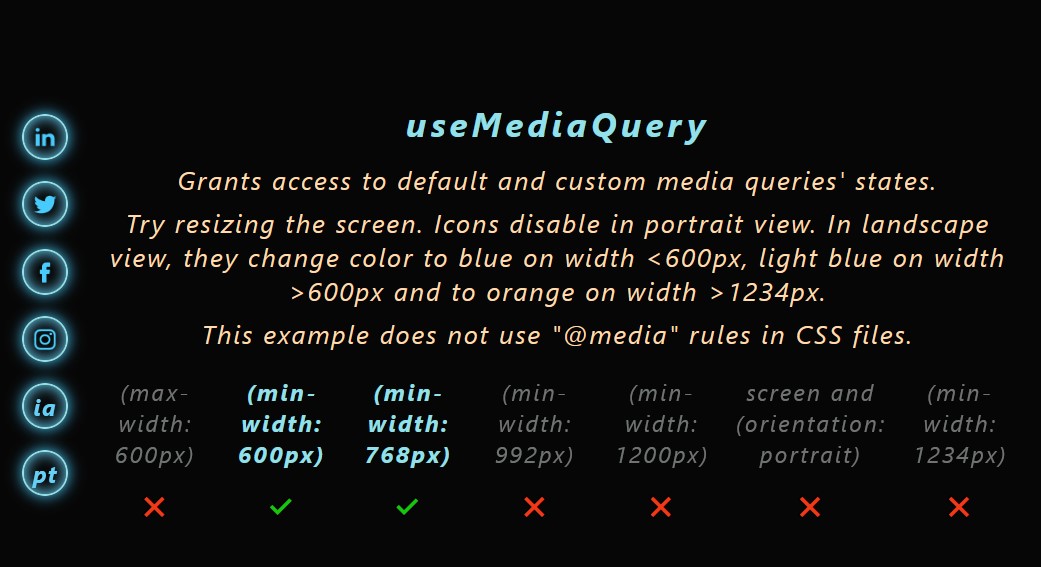 useMediaQuery
Grants access to default and custom media queries' states.
Try resizing the screen. Icons disable in portrait view. In landscape
view, they change color to blue on width <600px, light blue on width
>600px and to orange on width >1234px.
This example does not use "@media" rules in CSS files.
in
f
ia
pt
(max-
width:
600px)
(min-
width:
600px)
(min-
width:
768px)
(min-
width:
992px)
(min-
width:
1200px)
screen and
(orientation:
portrait)
(min-
width:
1234px)